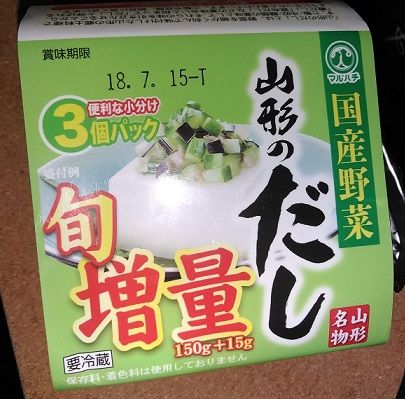 賞味期限
18.7.15-T
マルハチ
国産野菜
便利な小分け
3個パック
山形のだし
盛付例
旬
増量
150g+15g
山形
名物
要冷蔵
保存料・着色料は使用しておりません